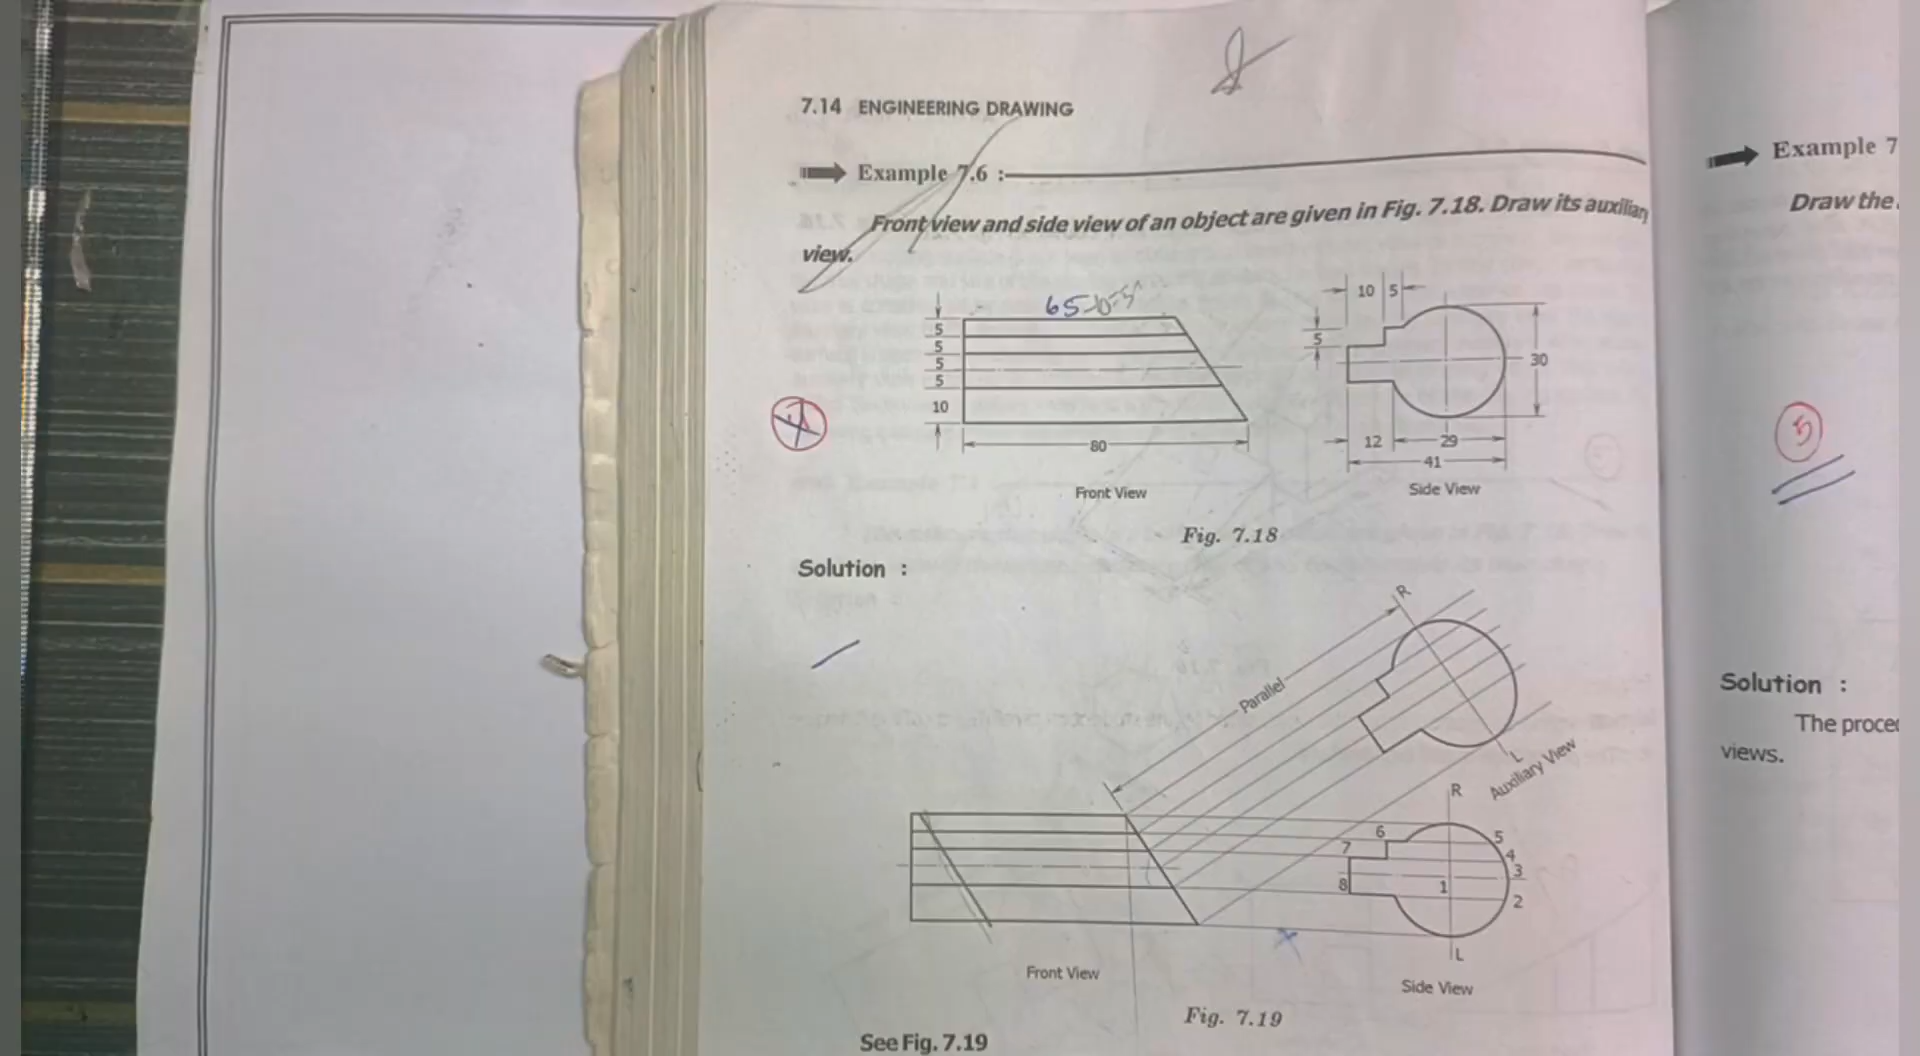 7.14 ENGINEERING DRAWING
Example 7.6 :
Front view and side view of an object are given in Fig. 7.18. Draw its auxiliary
view.
65
5
5
5
5
10
80
Front View
10 5
5
30
12 29
41
Side View
Fig. 7.18
Solution :
R
Parallel
L
Auxiliary View
R
6
5
7
4
3
8
1
2
L
Front View
Side View
Fig. 7.19
See Fig. 7.19
Example 7
Draw the
5
Solution :
The proce
views.